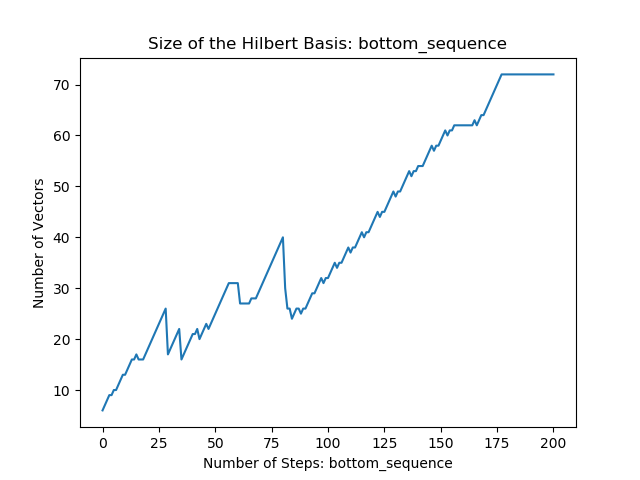 Size of the Hilbert Basis: bottom_sequence
Number of Vectors
70
60
50
40
30
20
10
0 25 50 75 100 125 150 175 200
Number of Steps: bottom_sequence